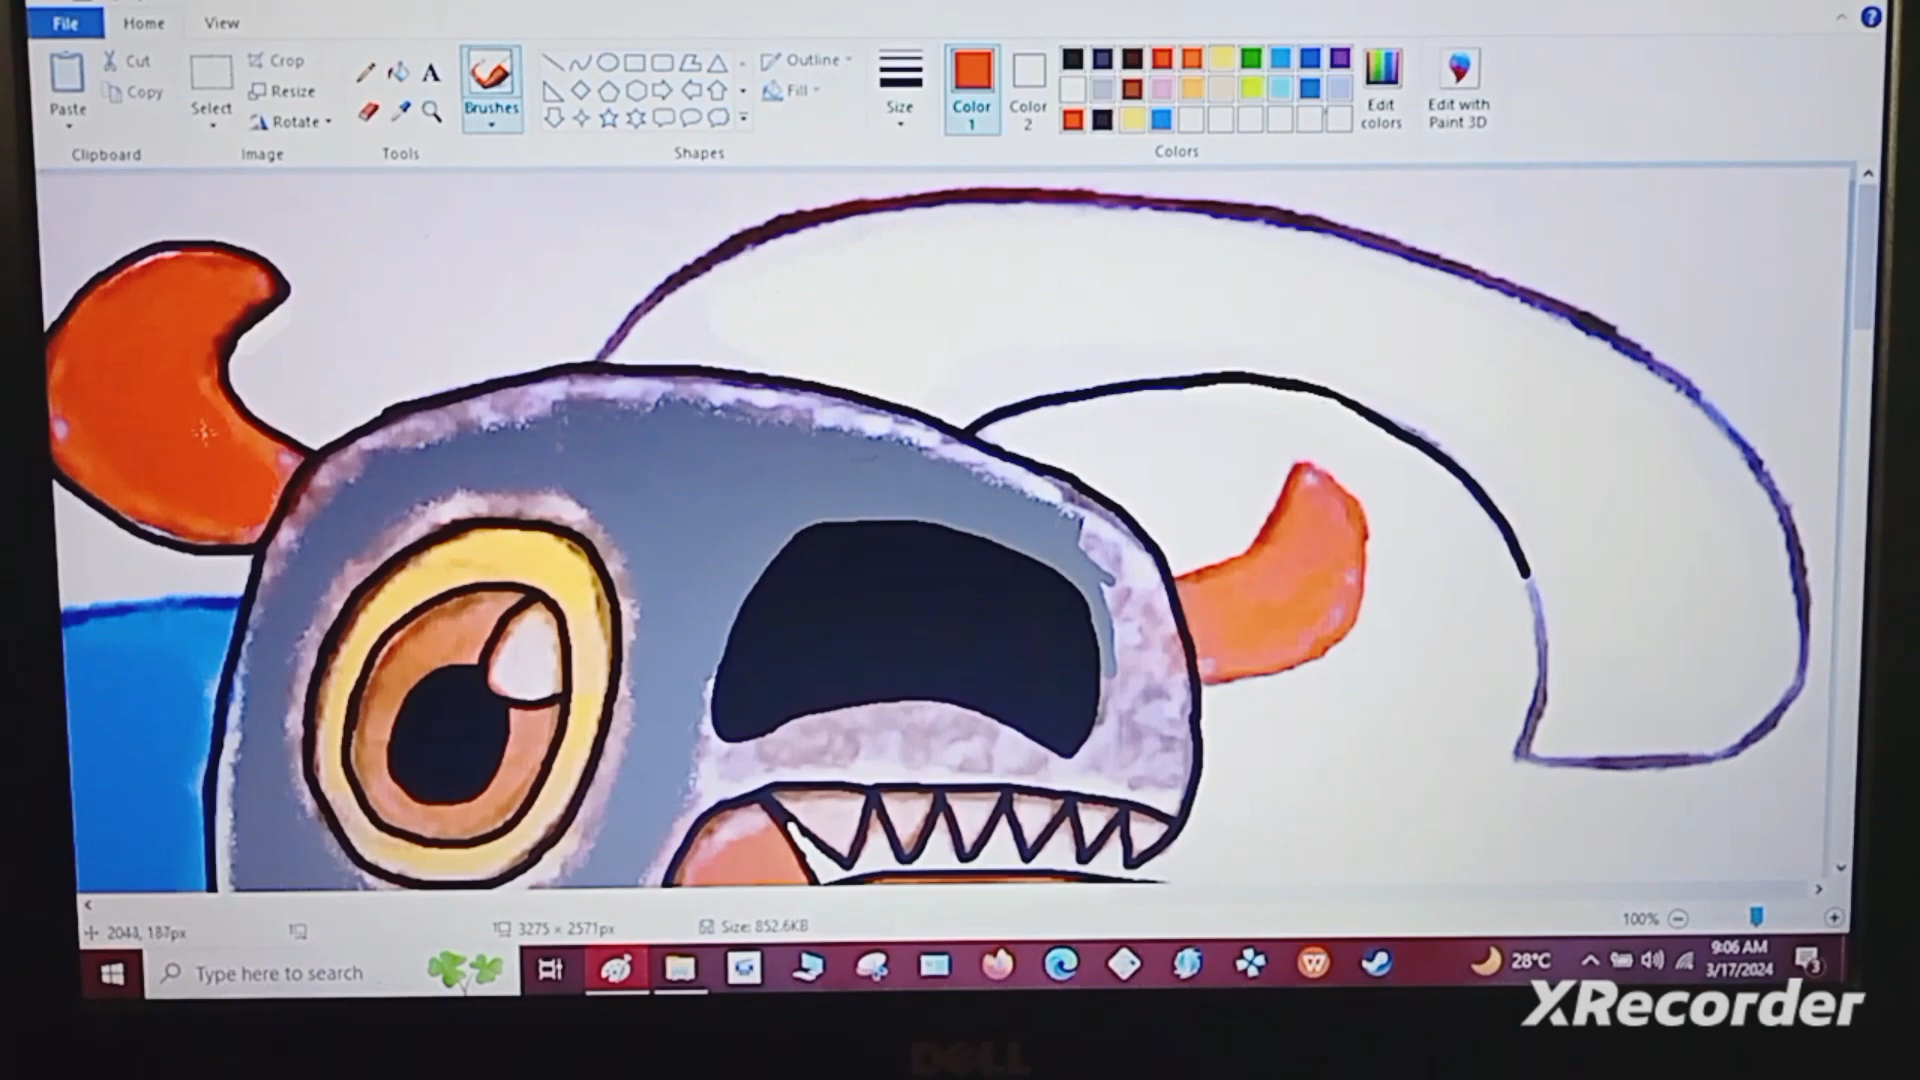 File Home View
Cut
Copy
Paste
Clipboard
Select
Crop
Resize
Rotate
Image
A
Tools
Brushes
Outline
Fill
Shapes
Size
Color 1
Color 2
Edit colors
Edit with Paint 3D
Colors
2043, 187px
3275 × 2571px
Size: 852.6KB
100%
Type here to search
28°C
9:06 AM
3/17/2024
3
XRecorder
DELL